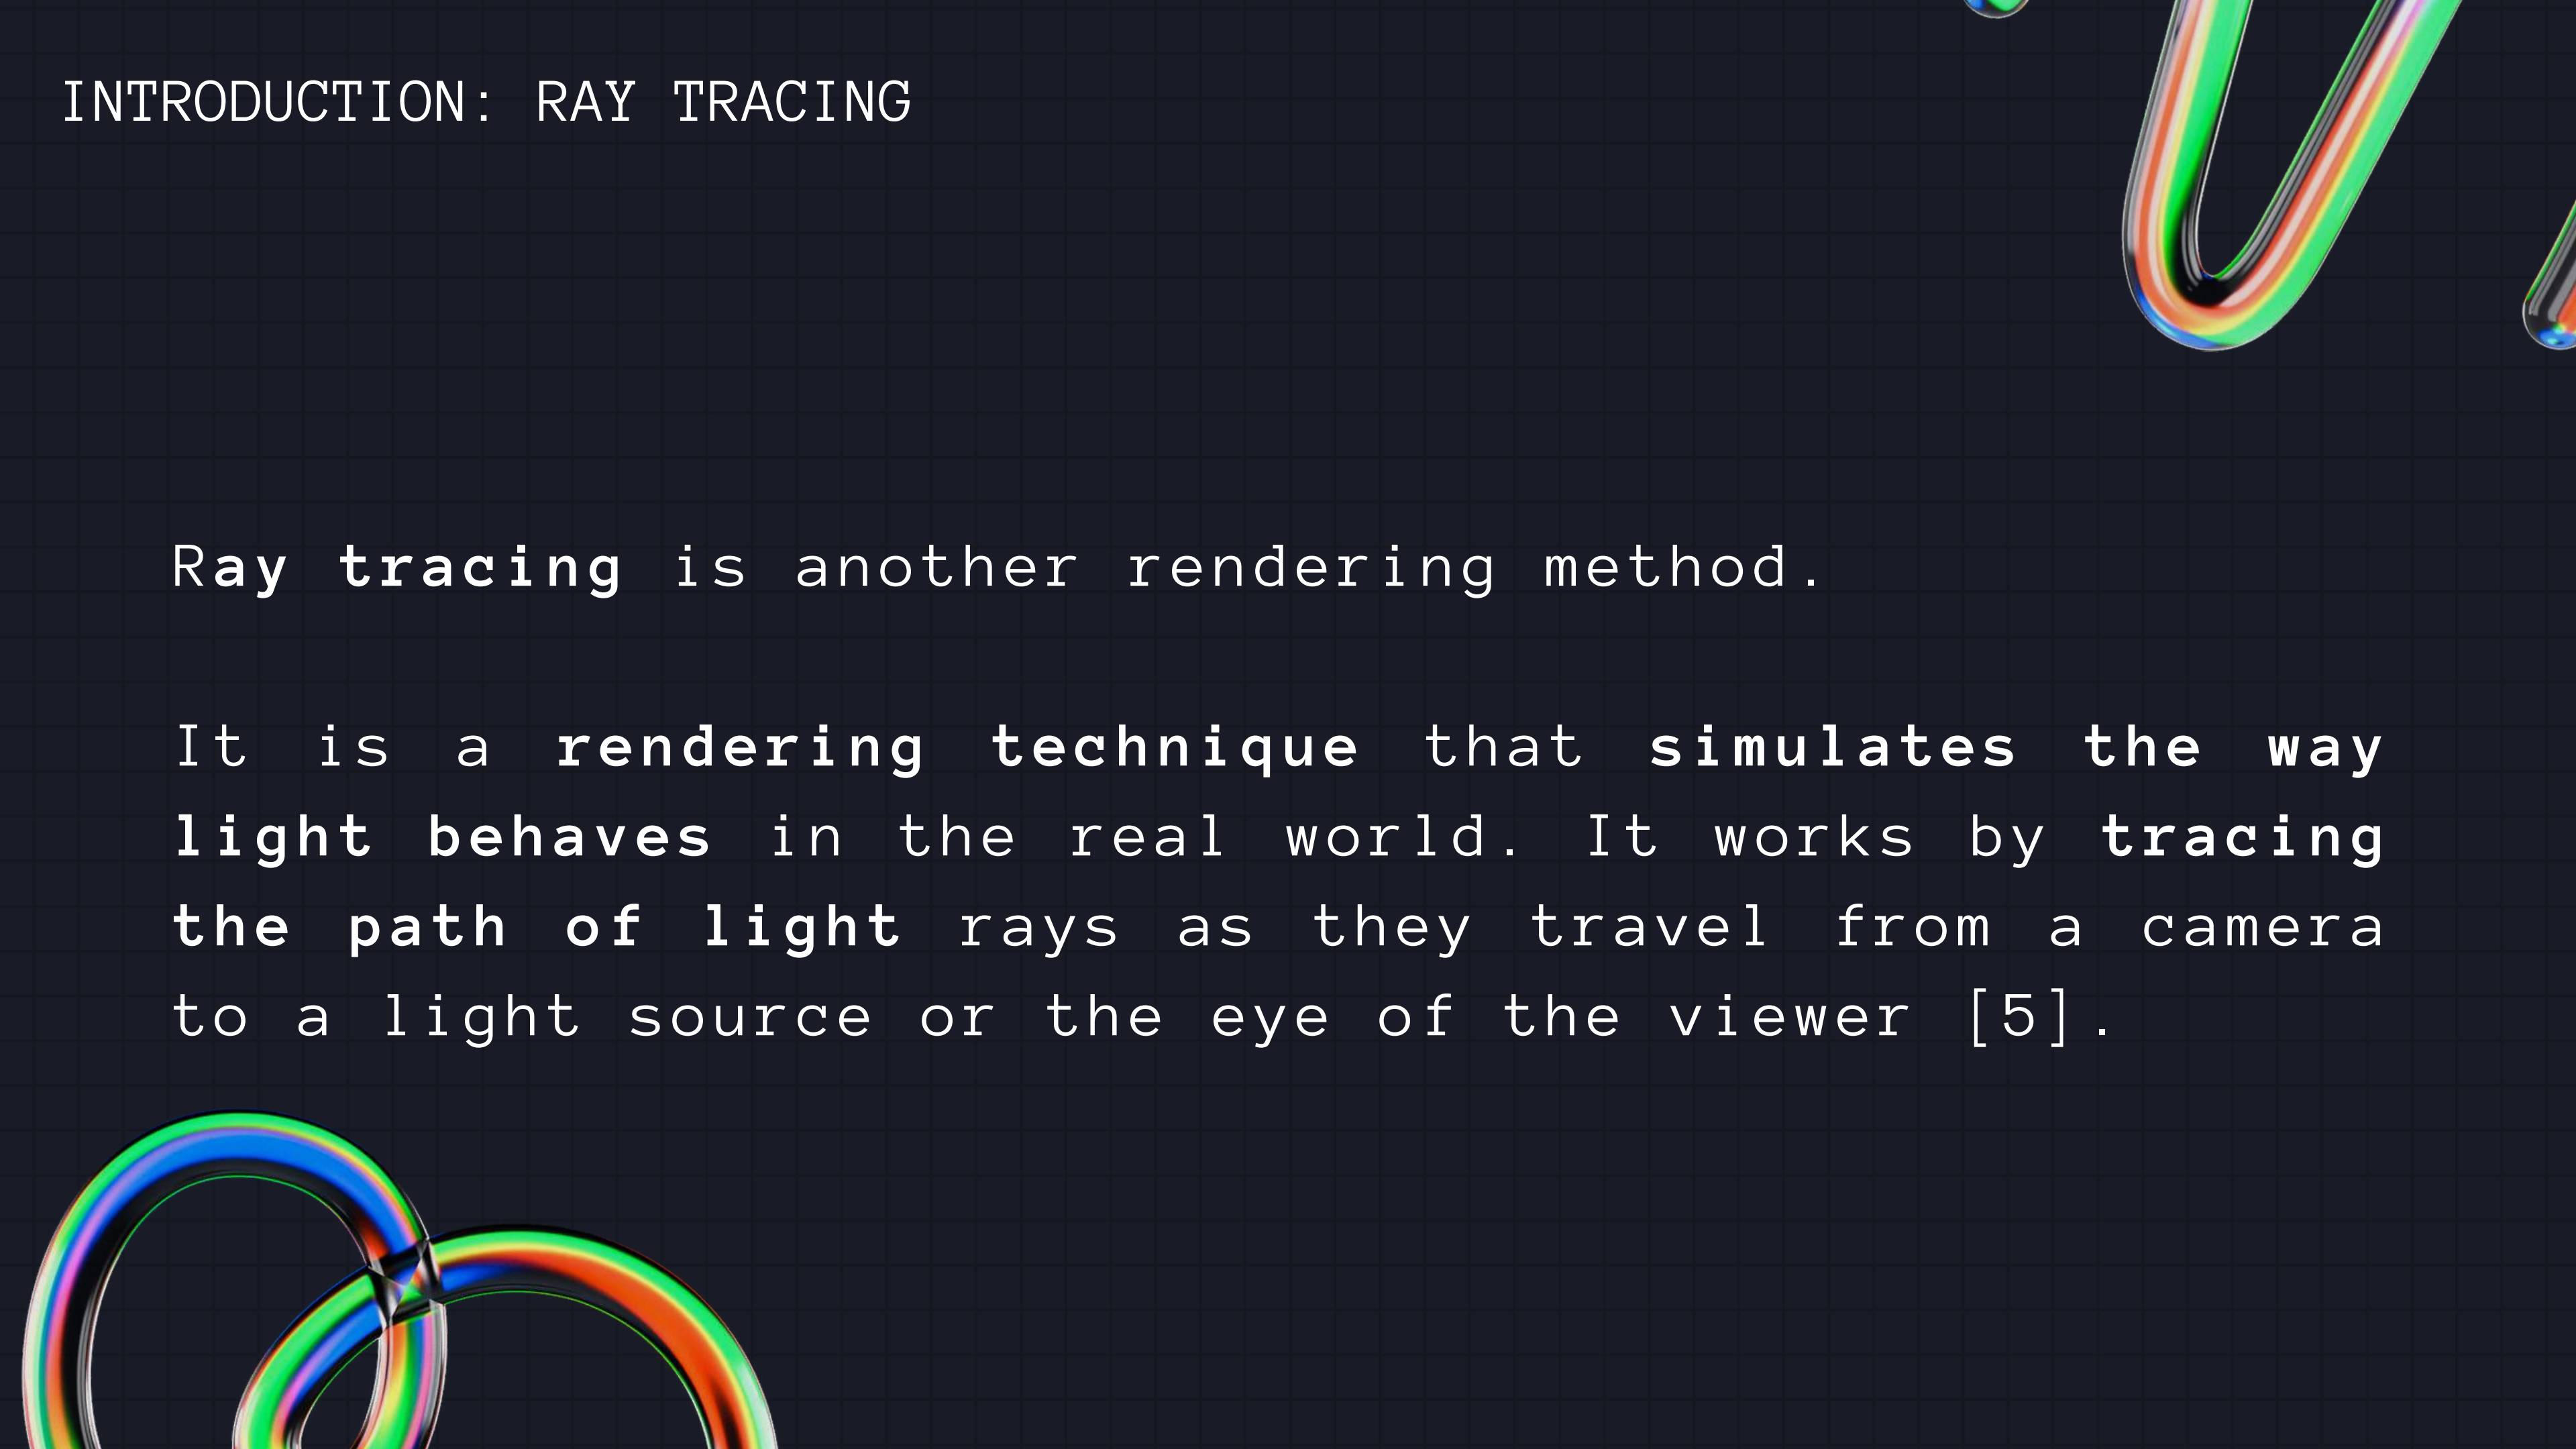 INTRODUCTION: RAY TRACING
Ray tracing is another rendering method.
It is a rendering technique that simulates the way
light behaves in the real world. It works by tracing
the path of light rays as they travel from a camera
to a light source or the eye of the viewer [5].